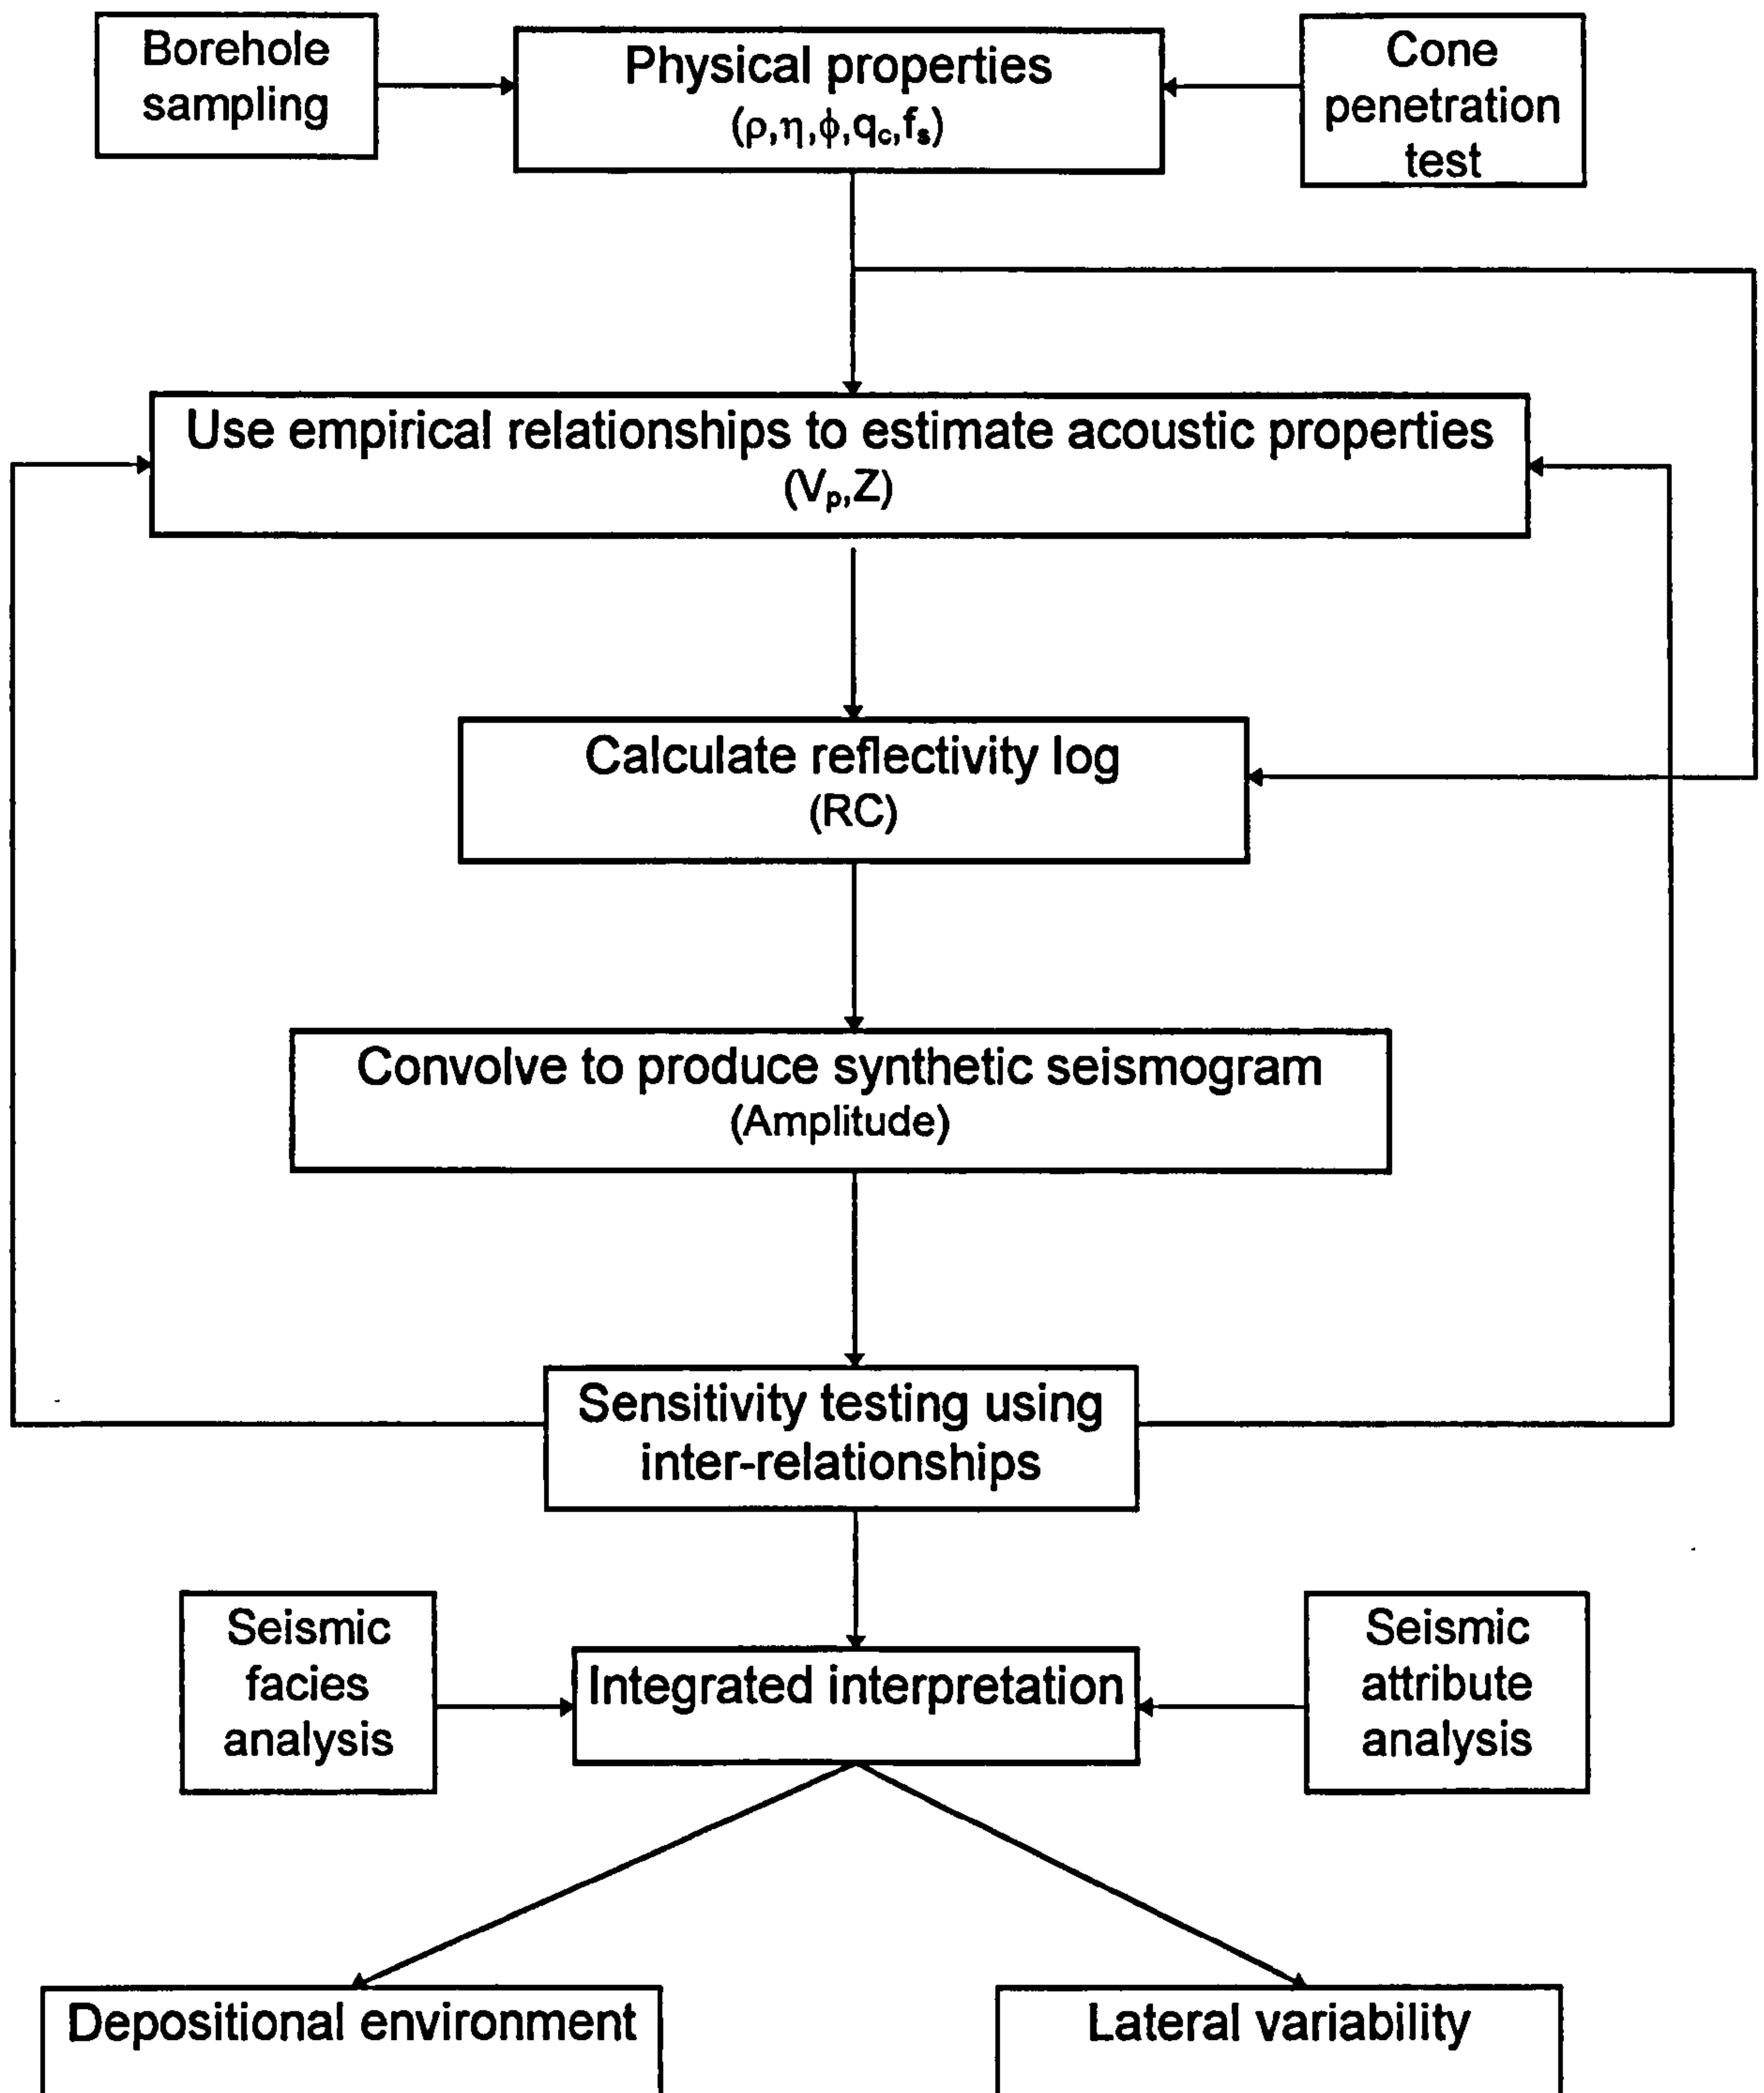 Borehole
sampling
Physical properties
(ρ,η,ϕ,qc,fs)
Cone
penetration
test
Use empirical relationships to estimate acoustic properties
(Vp,Z)
Calculate reflectivity log
(RC)
Convolve to produce synthetic seismogram
(Amplitude)
Sensitivity testing using
inter-relationships
Seismic
facies
analysis
Integrated interpretation
Seismic
attribute
analysis
Depositional environment
Lateral variability